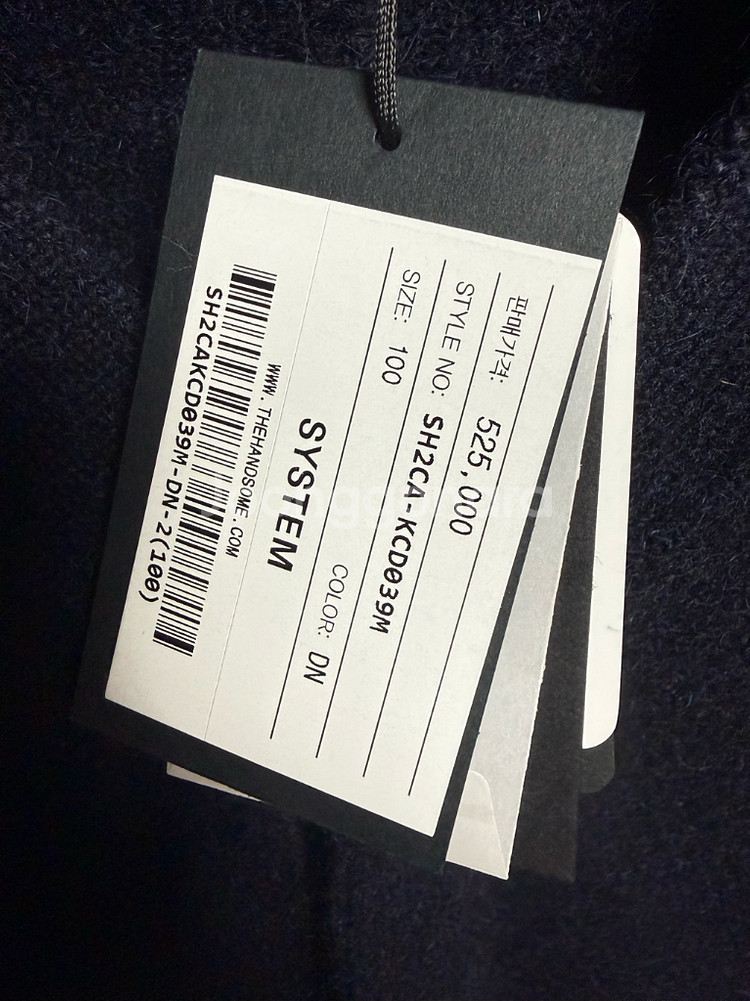 판매가격: 525,000
STYLE NO: SH2CA-KCD039M
SIZE: 100 COLOR: DN
SYSTEM
WWW.THEHANDSOME.COM
SH2CAKCD039M-DN-2(100)